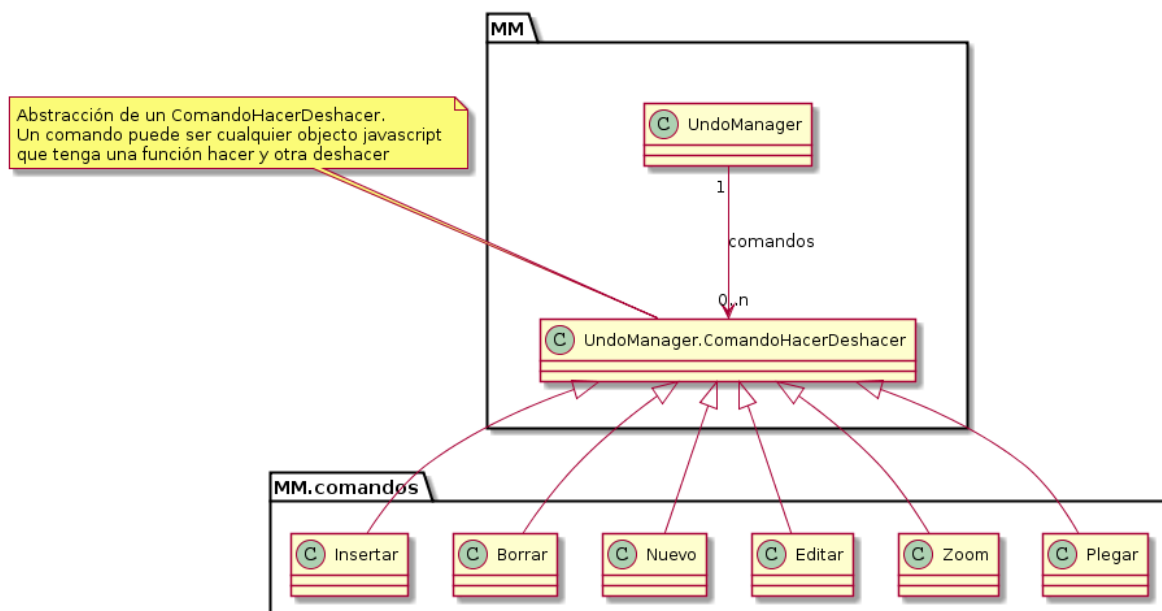 MM
Abstracción de un ComandoHacerDeshacer.
Un comando puede ser cualquier objecto javascript
que tenga una función hacer y otra deshacer
C UndoManager
1
comandos
0..n
C UndoManager.ComandoHacerDeshacer
MM.comandos
C Insertar
C Borrar
C Nuevo
C Editar
C Zoom
C Plegar